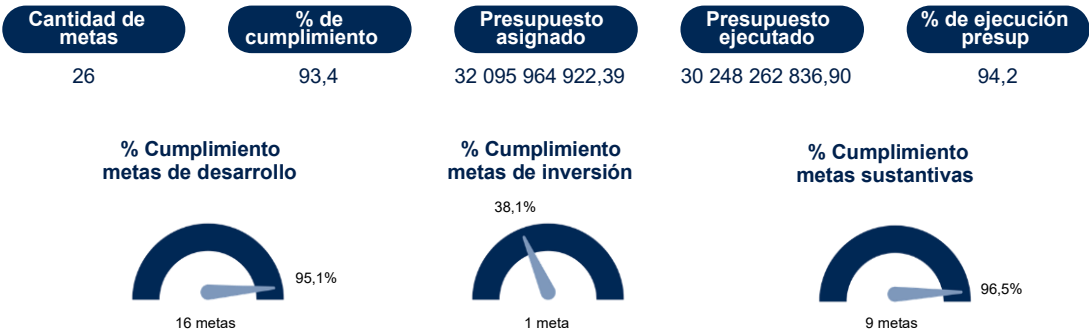 Cantidad de
metas
% de
cumplimiento
Presupuesto
asignado
Presupuesto
ejecutado
% de ejecución
presup
26
93,4
32 095 964 922,39
30 248 262 836,90
94,2
% Cumplimiento
metas de desarrollo
95,1%
16 metas
% Cumplimiento
metas de inversión
38,1%
1 meta
% Cumplimiento
metas sustantivas
96,5%
9 metas